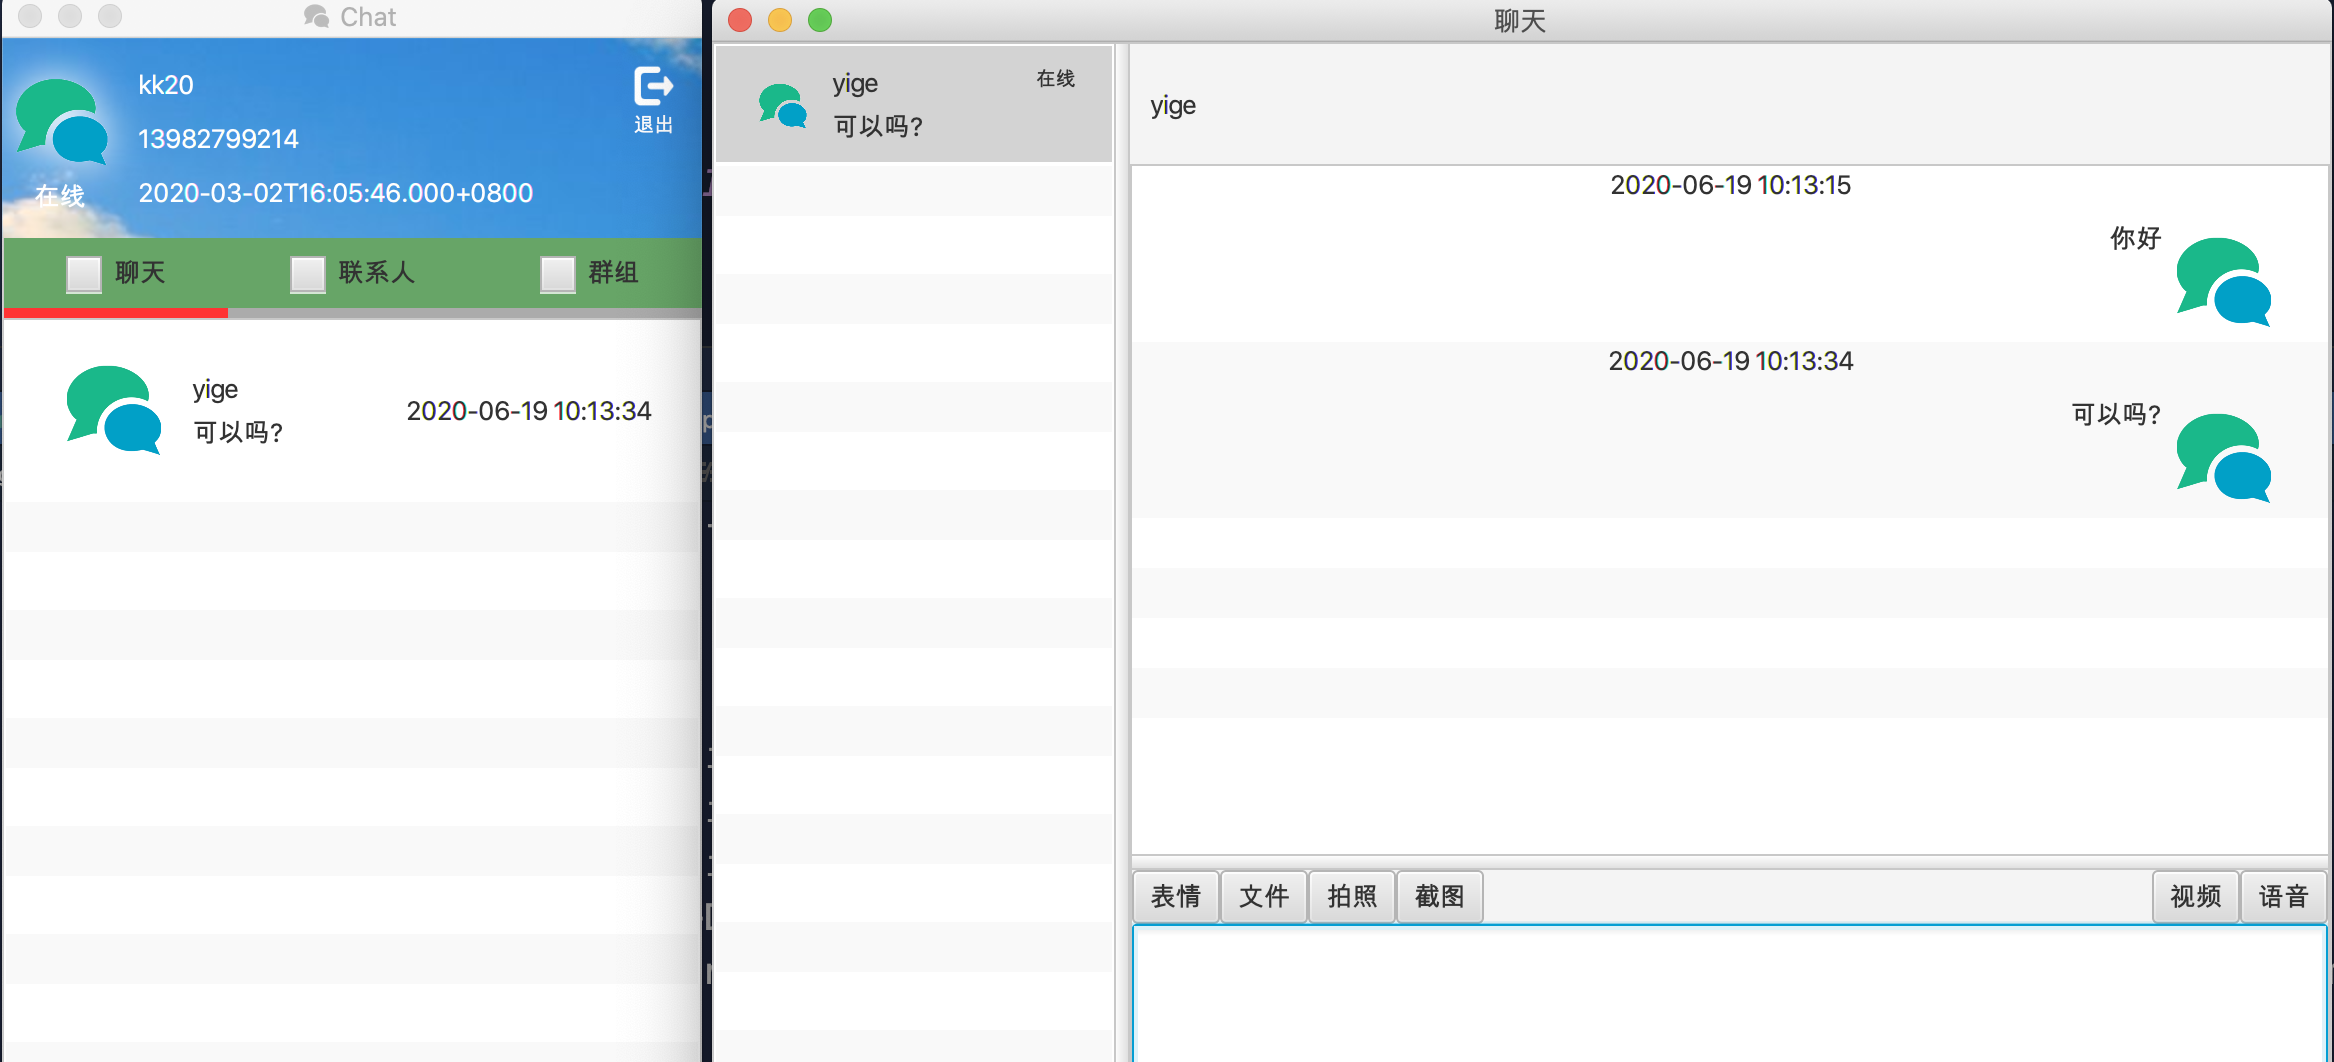 Chat
kk20
13982799214
2020-03-02T16:05:46.000+0800
在线
退出
聊天
联系人
群组
yige
可以吗?
2020-06-19 10:13:34
聊天
yige
在线
可以吗?
yige
2020-06-19 10:13:15
你好
2020-06-19 10:13:34
可以吗?
表情
文件
拍照
截图
视频
语音